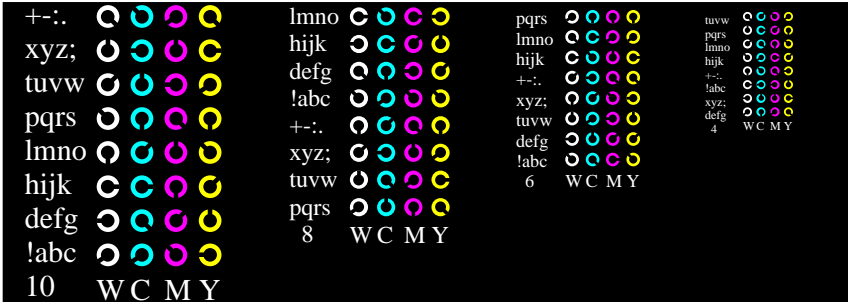 +-:.
xyz;
tuvw
pqrs
lmno
hijk
defg
!abc
10 W C M Y
lmno
hijk
defg
!abc
+-:.
xyz;
tuvw
pqrs
8 W C M Y
pqrs
lmno
hijk
+-:.
xyz;
tuvw
defg
!abc
6 W C M Y
tuvw
pqrs
lmno
hijk
+-:.
!abc
xyz;
defg
4 W C M Y